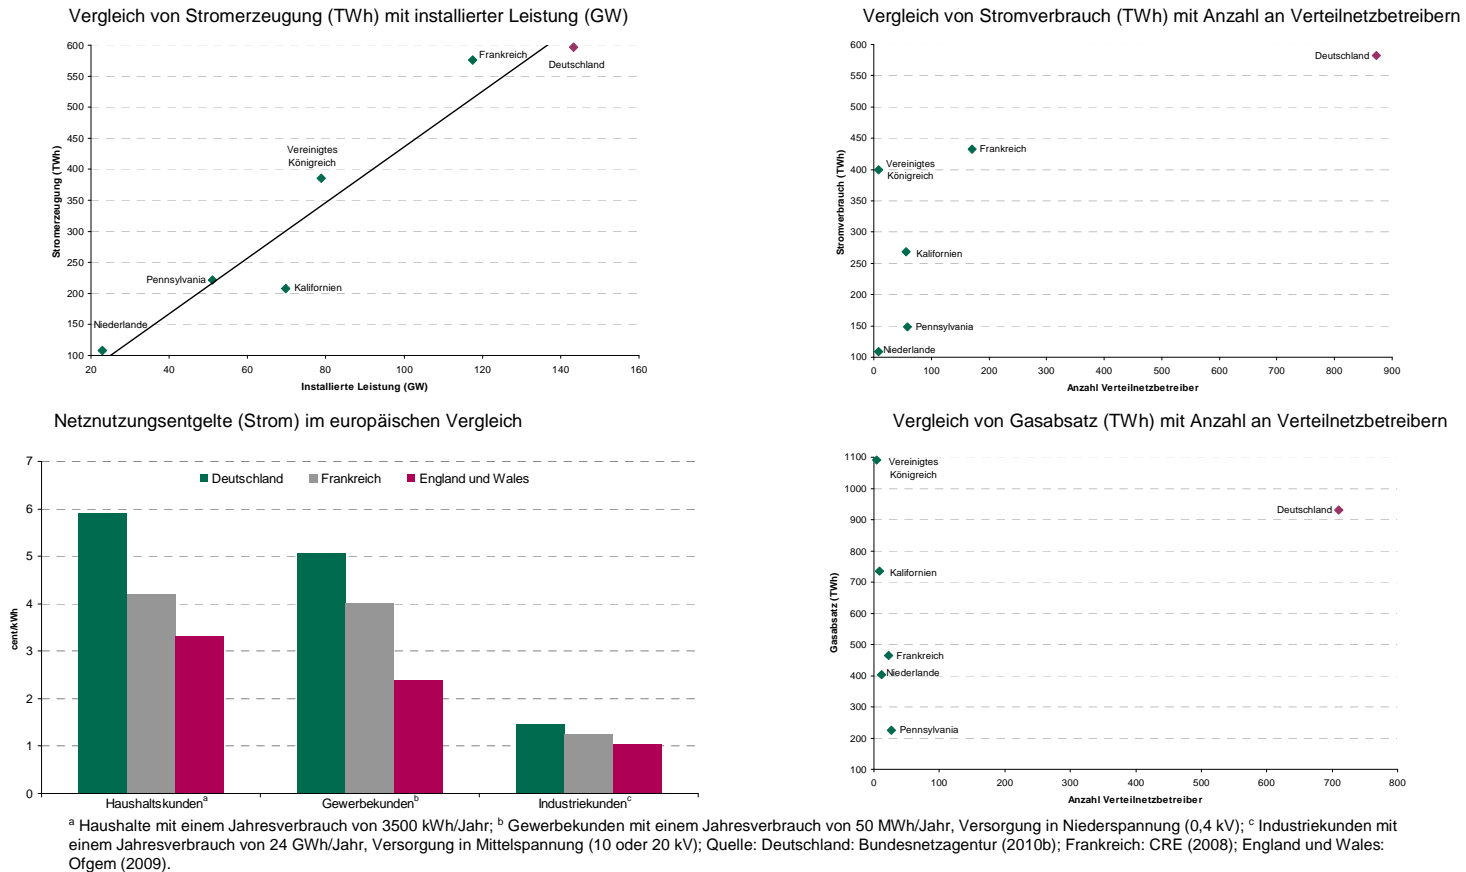 Vergleich von Stromerzeugung (TWh) mit installierter Leistung (GW)
600
550
500
450
400
350
300
250
200
150
100
Stromerzeugung (TWh)
Frankreich
Deutschland
Vereinigtes
Königreich
Pennsylvania
Kalifornien
Niederlande
20 40 60 80 100 120 140 160
Installierte Leistung (GW)
Vergleich von Stromverbrauch (TWh) mit Anzahl an Verteilnetzbetreibern
600
550
500
450
400
350
300
250
200
150
100
Stromverbrauch (TWh)
Deutschland
Frankreich
Vereinigtes
Königreich
Kalifornien
Pennsylvania
Niederlande
0 100 200 300 400 500 600 700 800 900
Anzahl Verteilnetzbetreiber
Netznutzungsentgelte (Strom) im europäischen Vergleich
7
6
5
4
3
2
1
0
cent/kWh
Deutschland Frankreich England und Wales
Haushaltskunden^a Gewerbekunden^b Industriekunden^c
Vergleich von Gasabsatz (TWh) mit Anzahl an Verteilnetzbetreibern
1100
1000
900
800
700
600
500
400
300
200
100
Gasabsatz (TWh)
Vereinigtes
Königreich
Deutschland
Kalifornien
Frankreich
Niederlande
Pennsylvania
0 100 200 300 400 500 600 700 800
Anzahl Verteilnetzbetreiber
^a Haushalte mit einem Jahresverbrauch von 3500 kWh/Jahr; ^b Gewerbekunden mit einem Jahresverbrauch von 50 MWh/Jahr, Versorgung in Niederspannung (0,4 kV); ^c Industriekunden mit
einem Jahresverbrauch von 24 GWh/Jahr, Versorgung in Mittelspannung (10 oder 20 kV); Quelle: Deutschland: Bundesnetzagentur (2010b); Frankreich: CRE (2008); England und Wales:
Ofgem (2009).